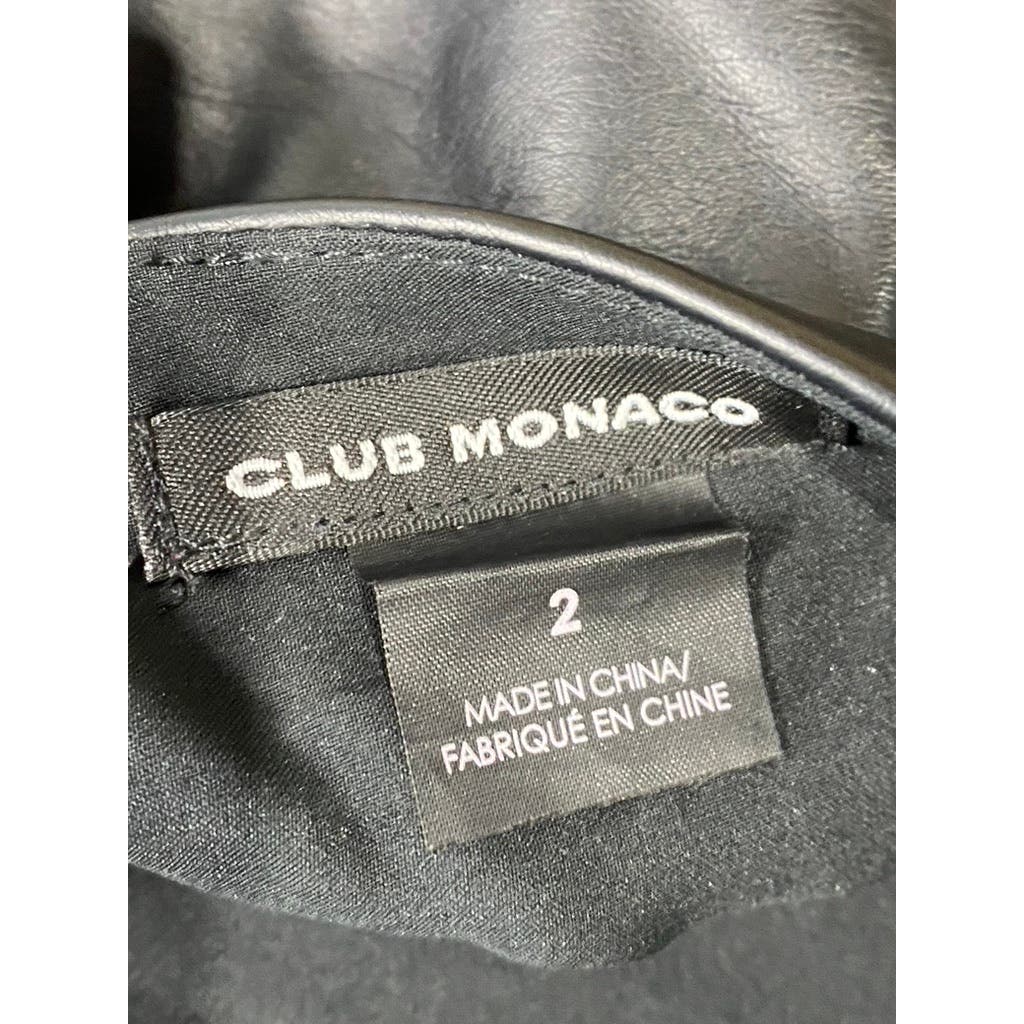 CLUB MONACO
2
MADE IN CHINA/
FABRIQUÉ EN CHINE